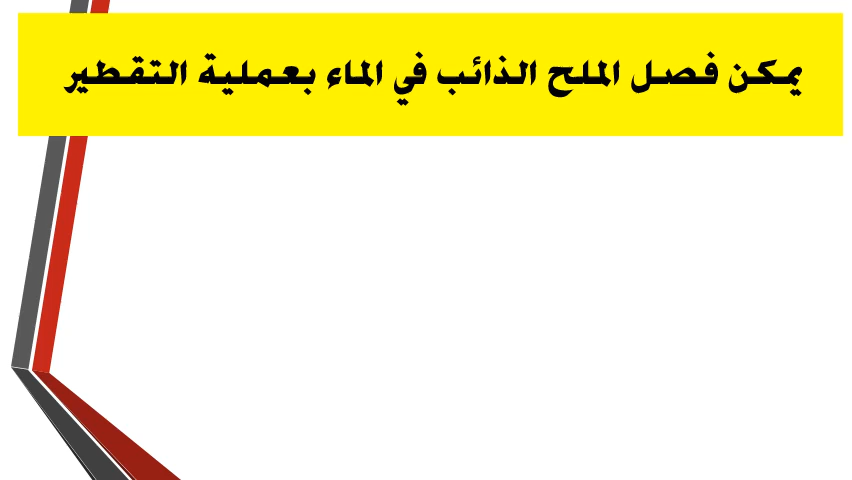 يمكن فصل الملح الذائب في الماء بعملية التقطير